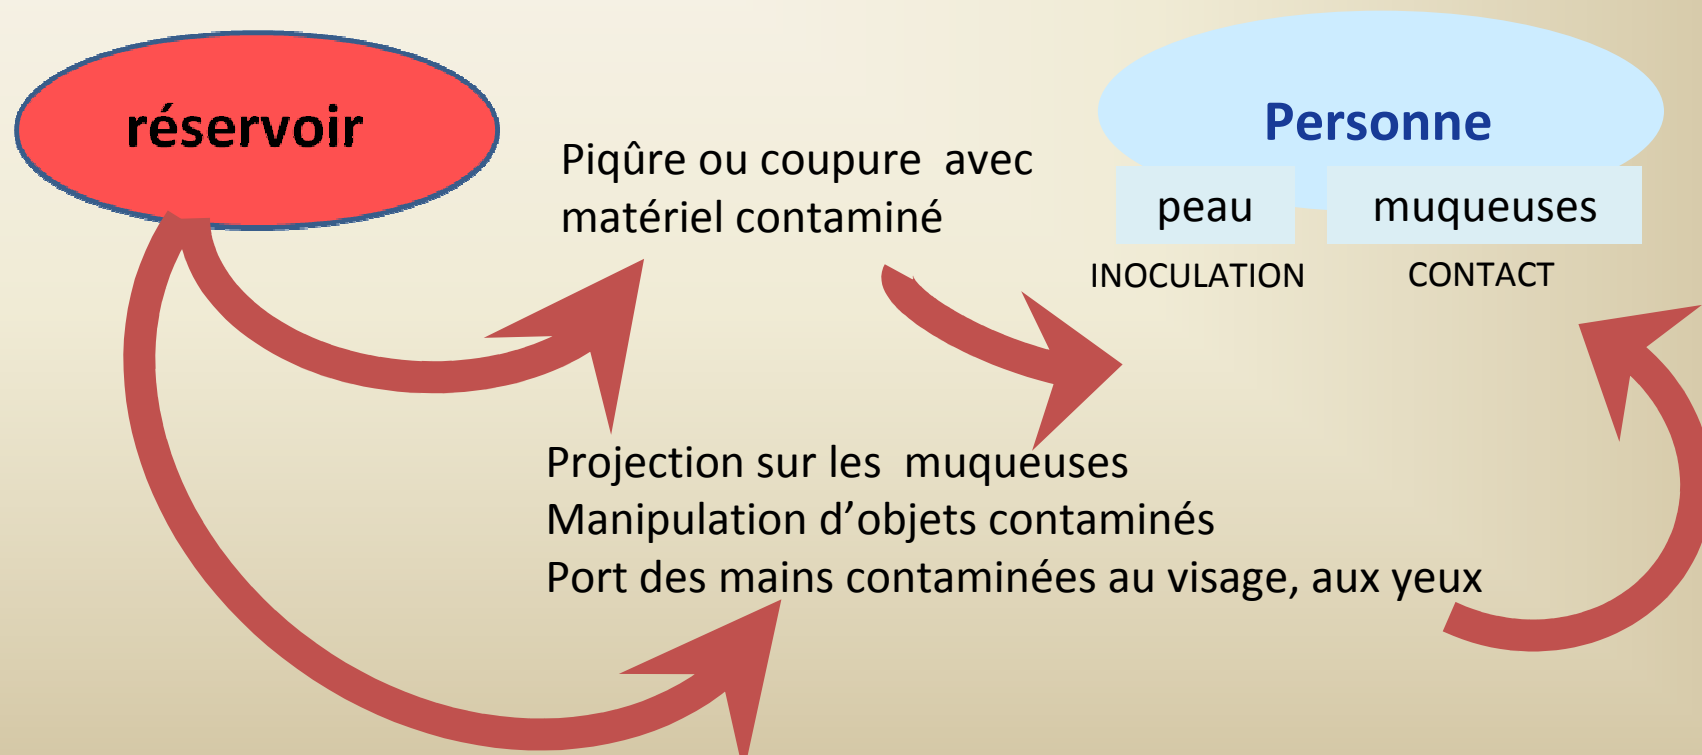 réservoir
Personne
Piqûre ou coupure avec
matériel contaminé
peau
muqueuses
INOCULATION
CONTACT
Projection sur les muqueuses
Manipulation d’objets contaminés
Port des mains contaminées au visage, aux yeux